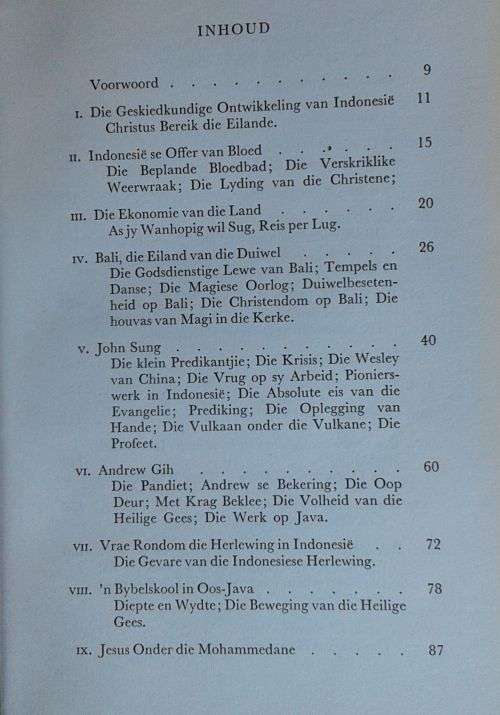 INHOUD
Voorwoord . . . . . . . . . . . 9
I. Die Geskiedkundige Ontwikkeling van Indonesië 11
Christus Bereik die Eilande.
II. Indonesië se Offer van Bloed . . . . . . 15
Die Beplande Bloedbad; Die Verskriklike
Weerwraak; Die Lyding van die Christene;
III. Die Ekonomie van die Land . . . . . . 20
As jy Wanhopig wil Sug, Reis per Lug.
IV. Bali, die Eiland van die Duiwel . . . . . 26
Die Godsdienstige Lewe van Bali; Tempels en
Danse; Die Magiese Oorlog; Duiwelbeseten-
heid op Bali; Die Christendom op Bali; Die
houvas van Magi in die Kerke.
V. John Sung . . . . . . . . . . . 40
Die klein Predikantjie; Die Krisis; Die Wesley
van China; Die Vrug op sy Arbeid; Pioniers-
werk in Indonesië; Die Absolute eis van die
Evangelie; Prediking; Die Oplegging van
Hande; Die Vulkaan onder die Vulkane; Die
Profeet.
VI. Andrew Gih . . . . . . . . . . 60
Die Pandiet; Andrew se Bekering; Die Oop
Deur; Met Krag Beklee; Die Volheid van die
Heilige Gees; Die Werk op Java.
VII. Vrae Rondom die Herlewing in Indonesië . . 72
Die Gevare van die Indonesiese Herlewing.
VIII. 'n Bybelskool in Oos-Java . . . . . . . 78
Diepte en Wydte; Die Beweging van die Heilige
Gees.
IX. Jesus Onder die Mohammedane . . . . . 87